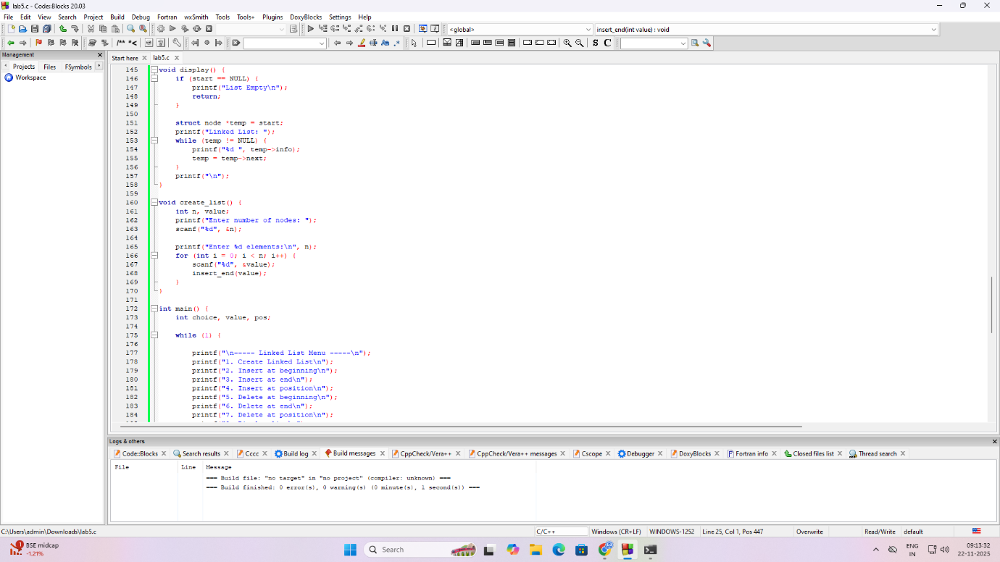 lab5.c - Code::Blocks 20.03
File Edit View Search Project Build Debug Fortran wxSmith Tools Tools+ Plugins DoxyBlocks Settings Help
<global>
insert_end(int value) : void
/** *<
Aa .*
S C
Management
Projects Files FSymbols
Workspace
Start here lab5.c
145 void display() {
146 if (start == NULL) {
147 printf("List Empty\n");
148 return;
149 }
150
151 struct node *temp = start;
152 printf("Linked List: ");
153 while (temp != NULL) {
154 printf("%d ", temp->info);
155 temp = temp->next;
156 }
157 printf("\n");
158 }
159
160 void create_list() {
161 int n, value;
162 printf("Enter number of nodes: ");
163 scanf("%d", &n);
164
165 printf("Enter %d elements:\n", n);
166 for (int i = 0; i < n; i++) {
167 scanf("%d", &value);
168 insert_end(value);
169 }
170 }
171
172 int main() {
173 int choice, value, pos;
174
175 while (1) {
176
177 printf("\n----- Linked List Menu -----\n");
178 printf("1. Create Linked List\n");
179 printf("2. Insert at beginning\n");
180 printf("3. Insert at end\n");
181 printf("4. Insert at position\n");
182 printf("5. Delete at beginning\n");
183 printf("6. Delete at end\n");
184 printf("7. Delete at position\n");
Logs & others
Code::Blocks Search results Cccc Build log Build messages CppCheck/Vera++ CppCheck/Vera++ messages Cscope Debugger DoxyBlocks Fortran info Closed files list Thread search
File Line Message
=== Build file: "no target" in "no project" (compiler: unknown) ===
=== Build finished: 0 error(s), 0 warning(s) (0 minute(s), 1 second(s)) ===
C:\Users\admin\Downloads\lab5.c C/C++ Windows (CR+LF) WINDOWS-1252 Line 25, Col 1, Pos 447 Overwrite Read/Write default
1
BSE midcap
-1.21%
Search
ENG
IN
09:13:32
22-11-2025